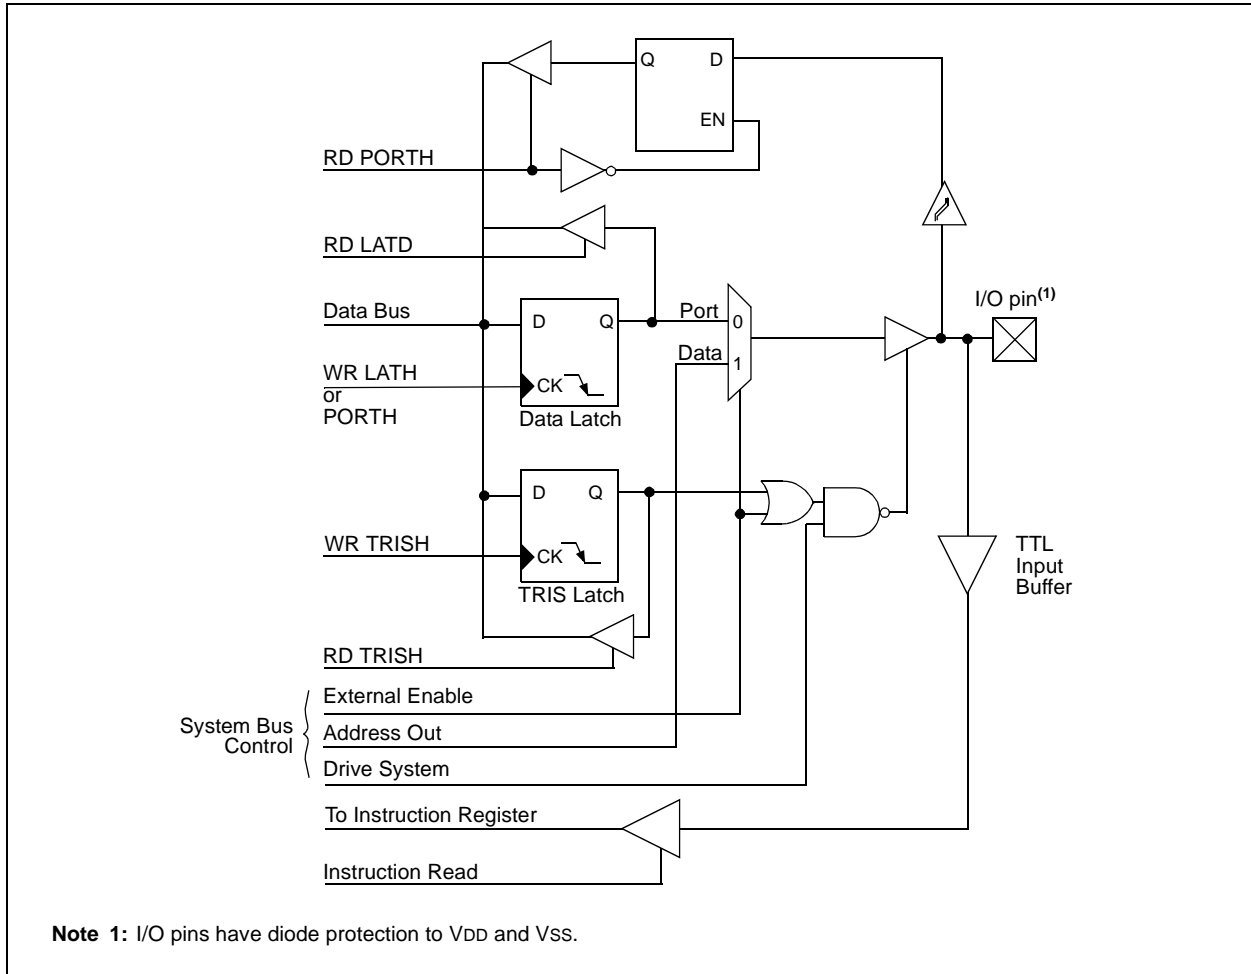 Q D
EN
RD PORTH
RD LATD
I/O pin(1)
Data Bus
D Q
Port
0
Data
1
WR LATH
or
PORTH
CK
Data Latch
D Q
WR TRISH
CK
TRIS Latch
TTL
Input
Buffer
RD TRISH
External Enable
System Bus
Control
Address Out
Drive System
To Instruction Register
Instruction Read
Note 1: I/O pins have diode protection to VDD and VSS.